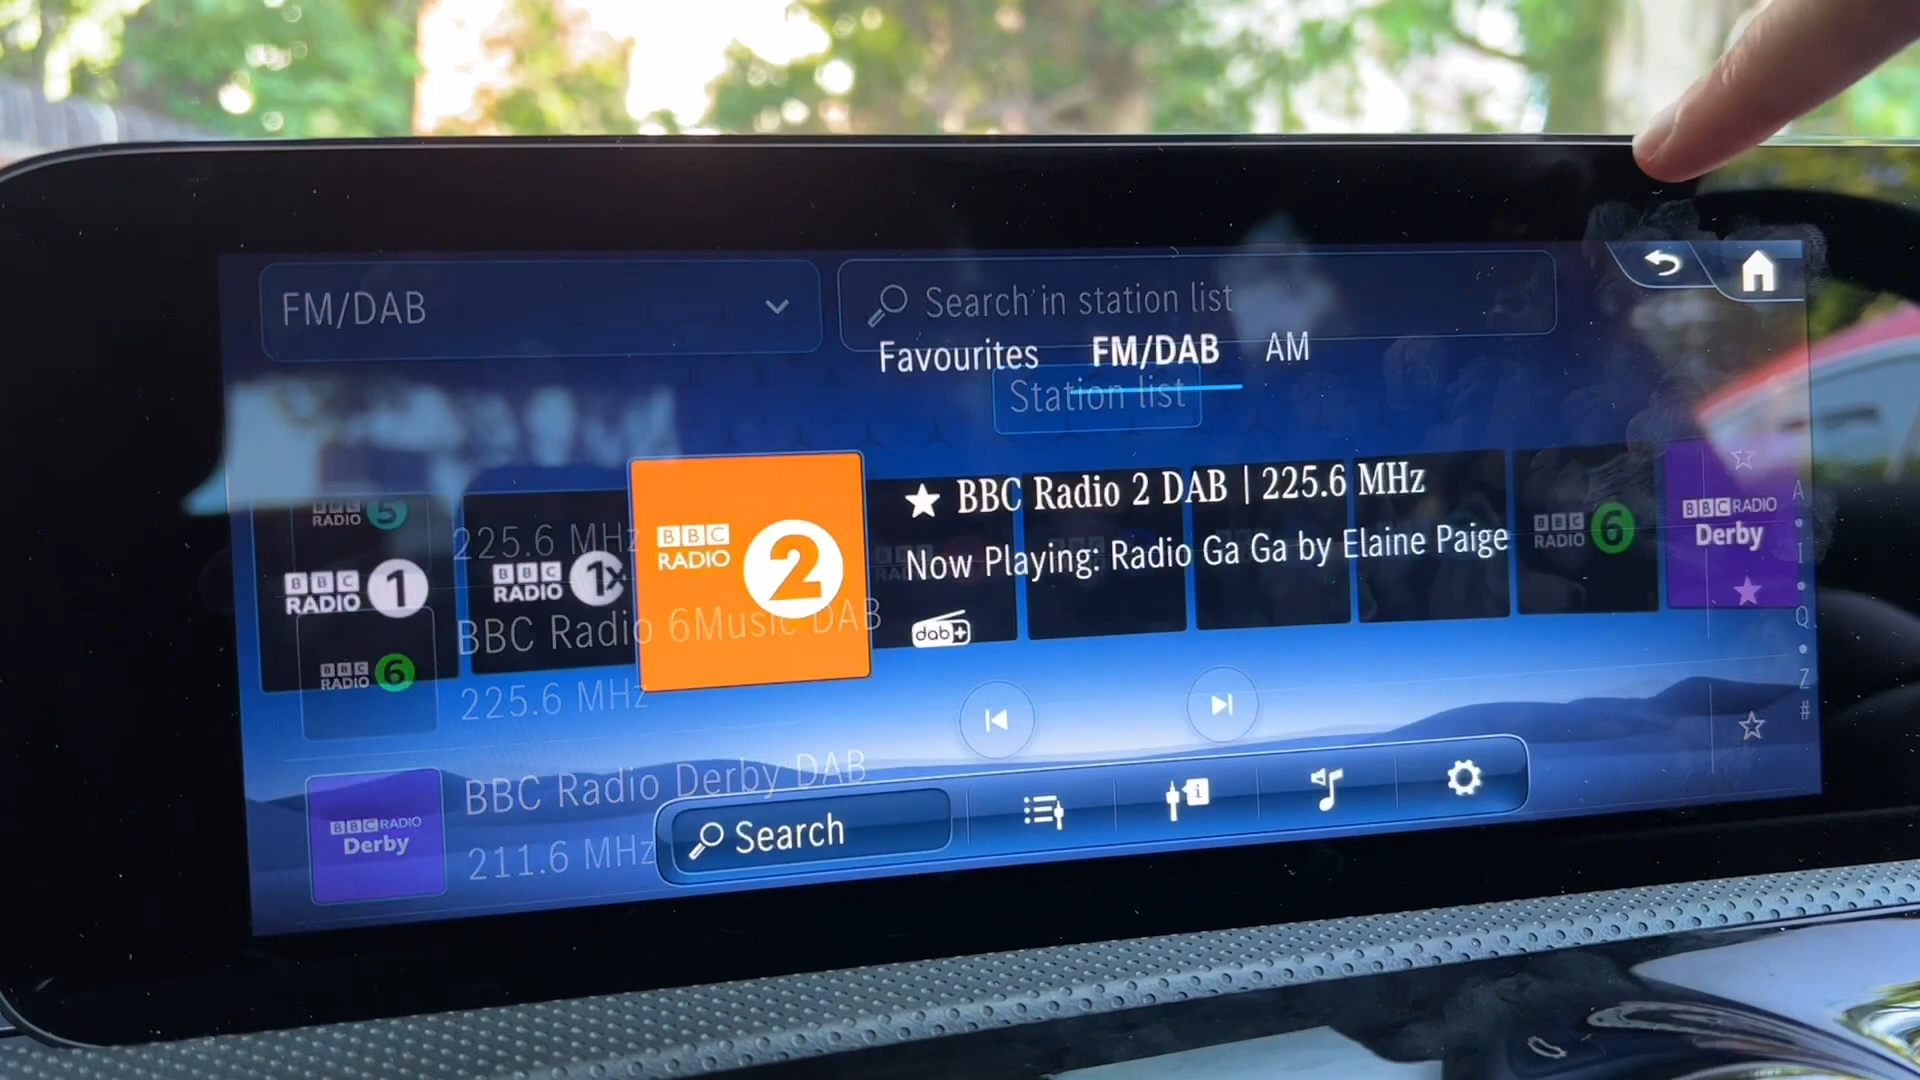 FM/DAB
Search in station list
Favourites FM/DAB AM
Station list
BBC RADIO 5
225.6 MHz
BBC RADIO 1
BBC RADIO 1X
BBC RADIO 2
BBC Radio 2 DAB | 225.6 MHz
Now Playing: Radio Ga Ga by Elaine Paige
dab+
BBC RADIO 6
BBC RADIO
Derby
A
I
Q
Z
#
BBC RADIO 6
BBC Radio 6Music DAB
225.6 MHz
BBC RADIO
Derby
BBC Radio Derby DAB
211.6 MHz
Search